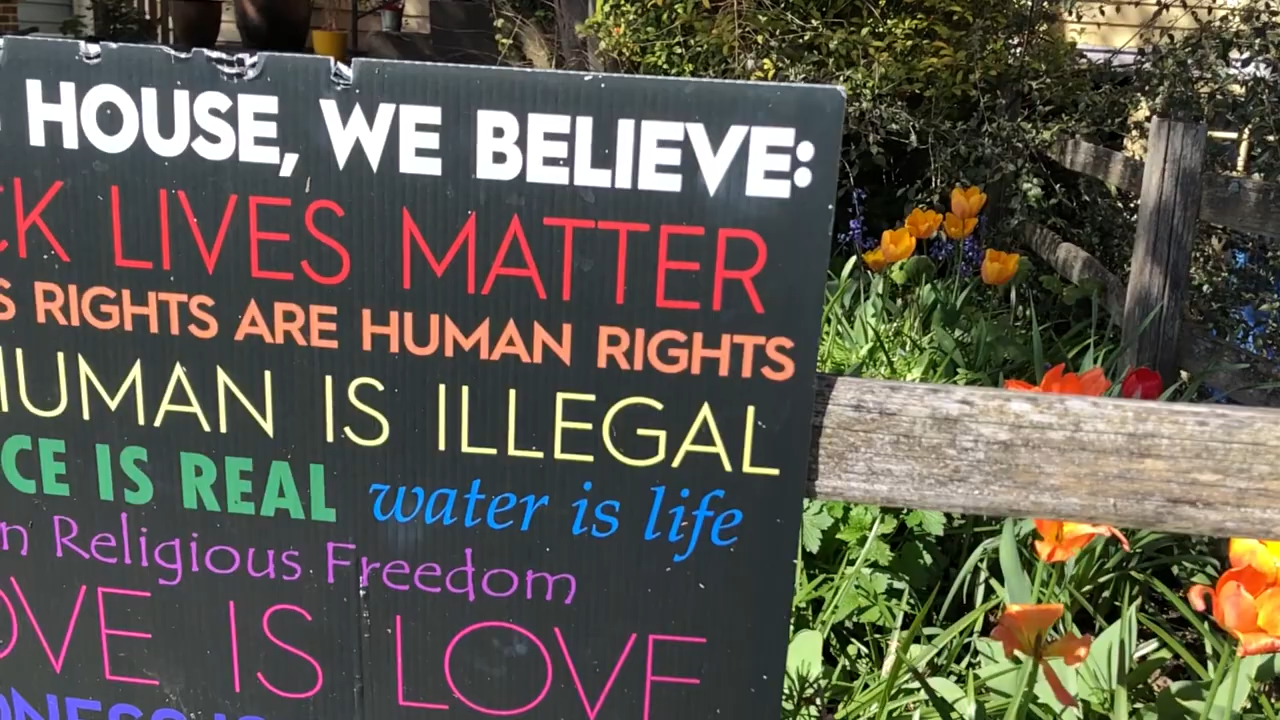 HOUSE, WE BELIEVE:
CK LIVES MATTER
S RIGHTS ARE HUMAN RIGHTS
HUMAN IS ILLEGAL
CE IS REAL water is life
n Religious Freedom
OVE IS LOVE